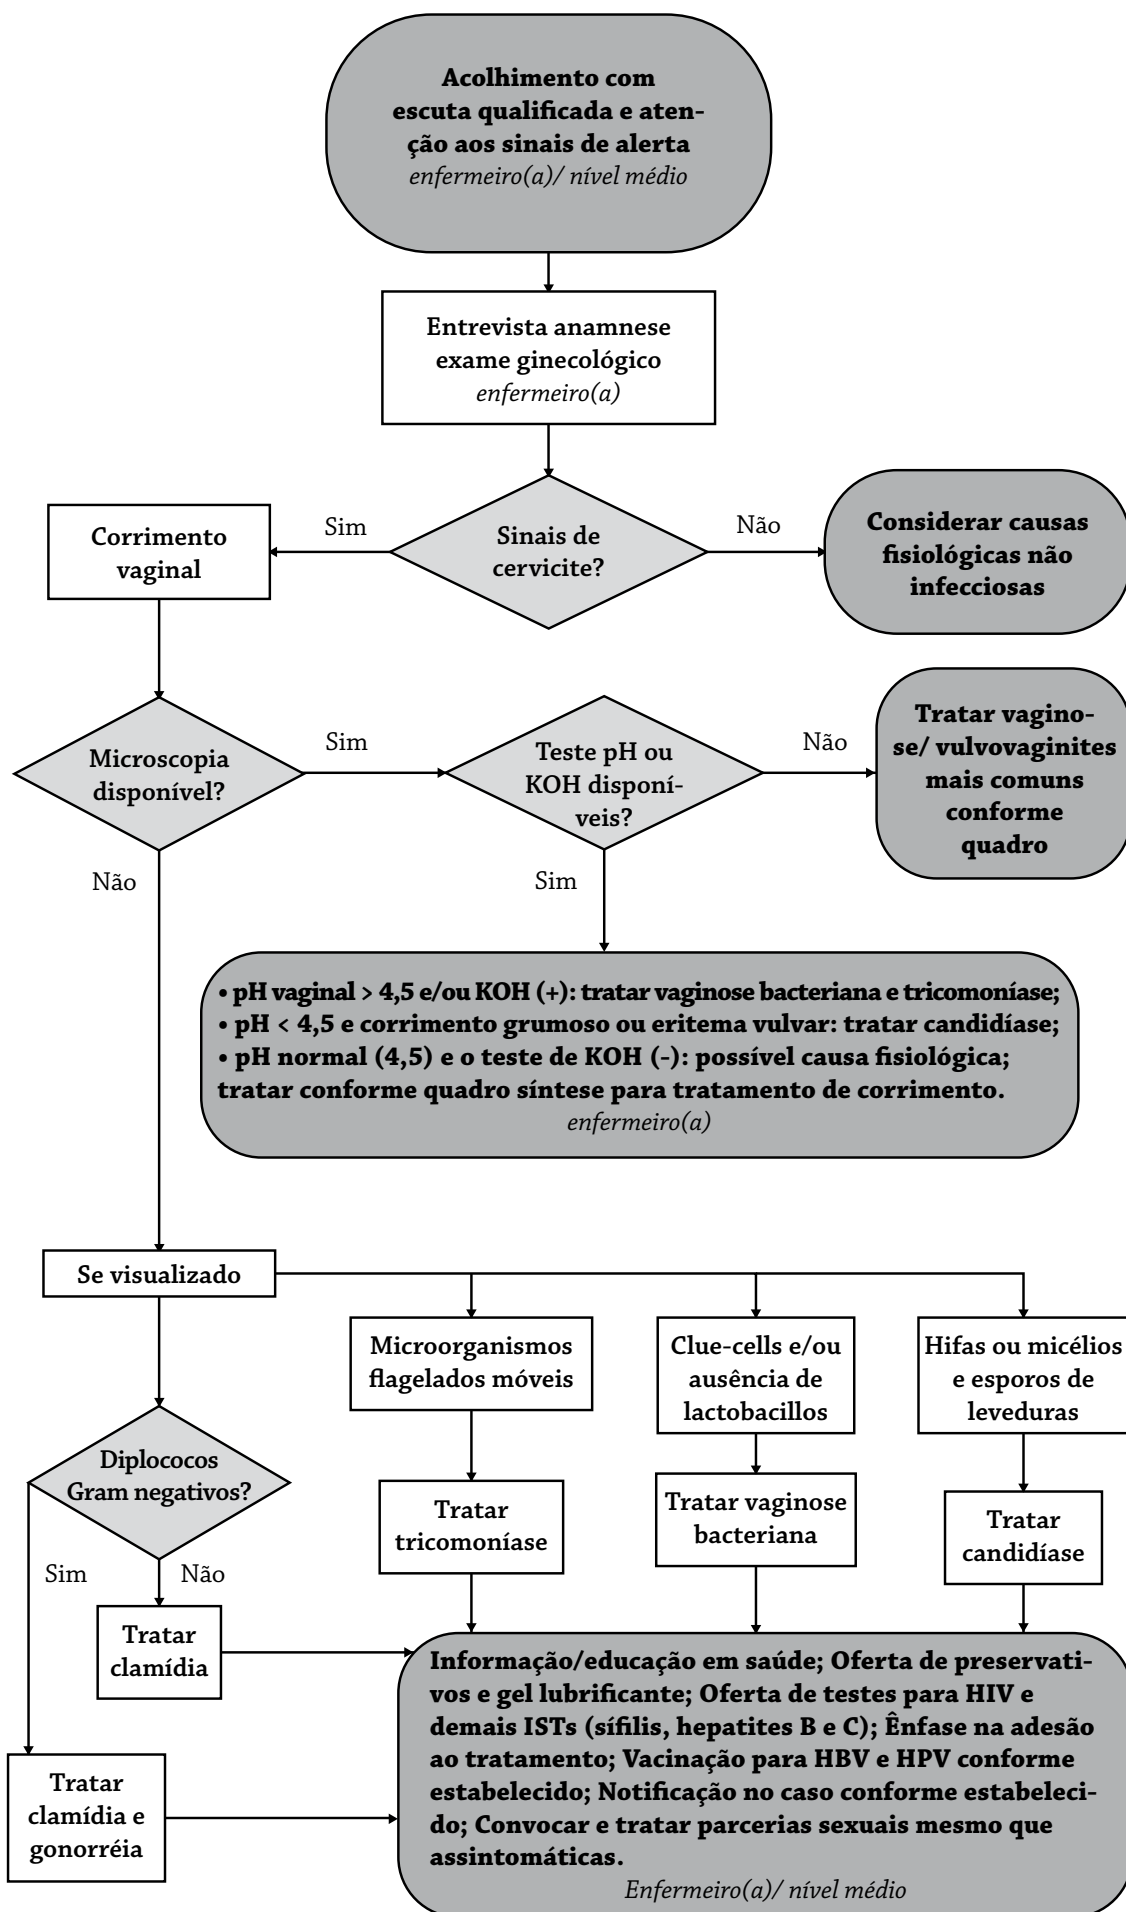 Acolhimento com
escuta qualificada e aten-
ção aos sinais de alerta
enfermeiro(a)/ nível médio
Entrevista anamnese
exame ginecológico
enfermeiro(a)
Sinais de
cervicite?
Sim
Não
Corrimento
vaginal
Considerar causas
fisiológicas não
infecciosas
Microscopia
disponível?
Sim
Não
Teste pH ou
KOH disponí-
veis?
Não
Sim
Tratar vagino-
se/ vulvovaginites
mais comuns
conforme
quadro
• pH vaginal > 4,5 e/ou KOH (+): tratar vaginose bacteriana e tricomoníase;
• pH < 4,5 e corrimento grumoso ou eritema vulvar: tratar candidíase;
• pH normal (4,5) e o teste de KOH (-): possível causa fisiológica;
tratar conforme quadro síntese para tratamento de corrimento.
enfermeiro(a)
Se visualizado
Microorganismos
flagelados móveis
Clue-cells e/ou
ausência de
lactobacillos
Hifas ou micélios
e esporos de
leveduras
Diplococos
Gram negativos?
Tratar
tricomoníase
Tratar vaginose
bacteriana
Tratar
candidíase
Sim
Não
Tratar
clamídia
Tratar
clamídia e
gonorréia
Informação/educação em saúde; Oferta de preservati-
vos e gel lubrificante; Oferta de testes para HIV e
demais ISTs (sífilis, hepatites B e C); Ênfase na adesão
ao tratamento; Vacinação para HBV e HPV conforme
estabelecido; Notificação no caso conforme estabeleci-
do; Convocar e tratar parcerias sexuais mesmo que
assintomáticas.
Enfermeiro(a)/ nível médio